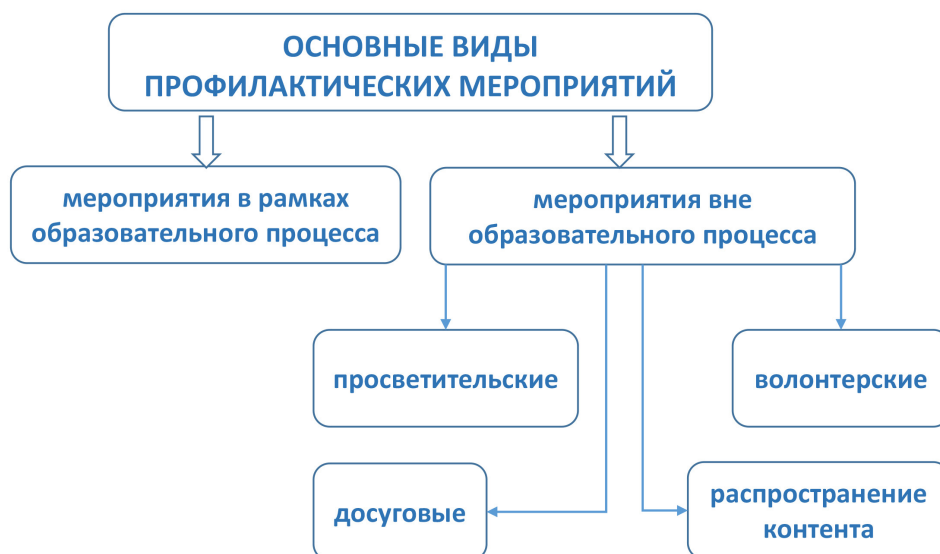 ОСНОВНЫЕ ВИДЫ
ПРОФИЛАКТИЧЕСКИХ МЕРОПРИЯТИЙ
мероприятия в рамках
образовательного процесса
мероприятия вне
образовательного процесса
просветительские
волонтерские
досуговые
распространение
контента